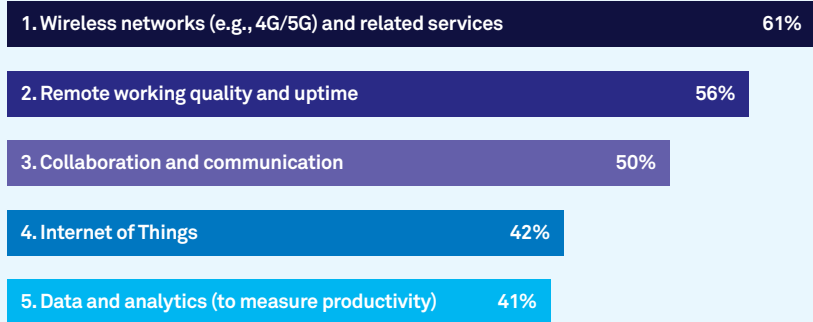 1. Wireless networks (e.g., 4G/5G) and related services 61%
2. Remote working quality and uptime 56%
3. Collaboration and communication 50%
4. Internet of Things 42%
5. Data and analytics (to measure productivity) 41%